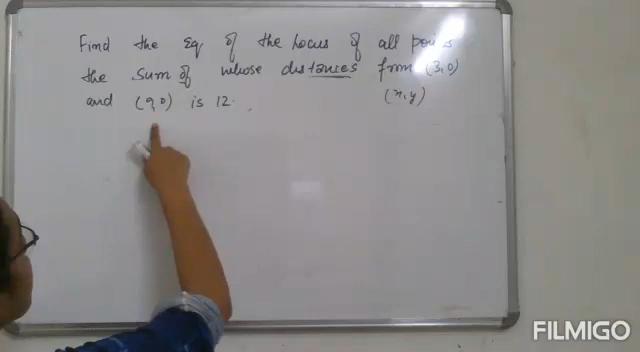 Find the Eq of the Locus of all points
the sum of whose distances from (3,0)
and (9,0) is 12.
(x,y)
FILMIGO